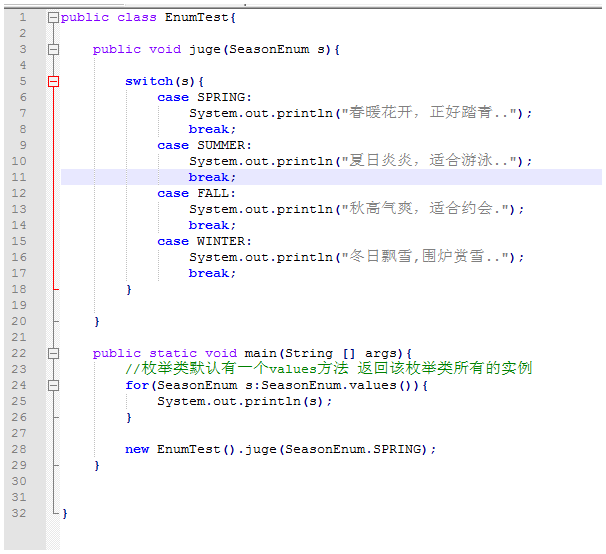 1 public class EnumTest{
2
3 public void juge(SeasonEnum s){
4
5 switch(s){
6 case SPRING:
7 System.out.println("春暖花开，正好踏青..");
8 break;
9 case SUMMER:
10 System.out.println("夏日炎炎，适合游泳..");
11 break;
12 case FALL:
13 System.out.println("秋高气爽，适合约会.");
14 break;
15 case WINTER:
16 System.out.println("冬日飘雪,围炉赏雪..");
17 break;
18 }
19
20 }
21
22 public static void main(String [] args){
23 //枚举类默认有一个values方法 返回该枚举类所有的实例
24 for(SeasonEnum s:SeasonEnum.values()){
25 System.out.println(s);
26 }
27
28 new EnumTest().juge(SeasonEnum.SPRING);
29 }
30
31
32 }